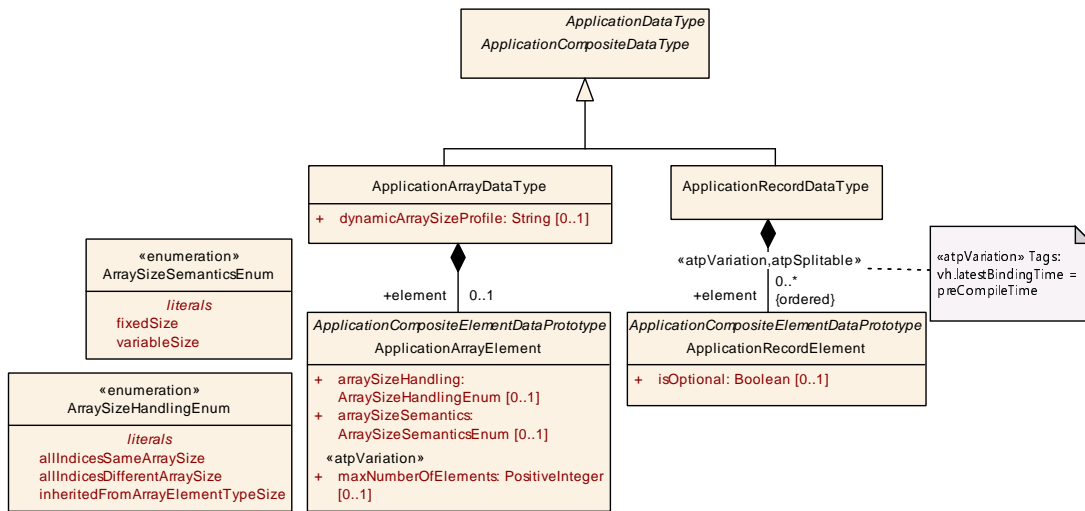 ApplicationDataType
ApplicationCompositeDataType
ApplicationArrayDataType
+ dynamicArraySizeProfile: String [0..1]
ApplicationRecordDataType
«atpVariation,atpSplitable»
0..*
{ordered}
+element
«atpVariation» Tags:
vh.latestBindingTime =
preCompileTime
+element
0..1
«enumeration»
ArraySizeSemanticsEnum
literals
fixedSize
variableSize
ApplicationCompositeElementDataPrototype
ApplicationArrayElement
+ arraySizeHandling:
ArraySizeHandlingEnum [0..1]
+ arraySizeSemantics:
ArraySizeSemanticsEnum [0..1]
«atpVariation»
+ maxNumberOfElements: PositiveInteger
[0..1]
ApplicationCompositeElementDataPrototype
ApplicationRecordElement
+ isOptional: Boolean [0..1]
«enumeration»
ArraySizeHandlingEnum
literals
allIndicesSameArraySize
allIndicesDifferentArraySize
inheritedFromArrayElementTypeSize